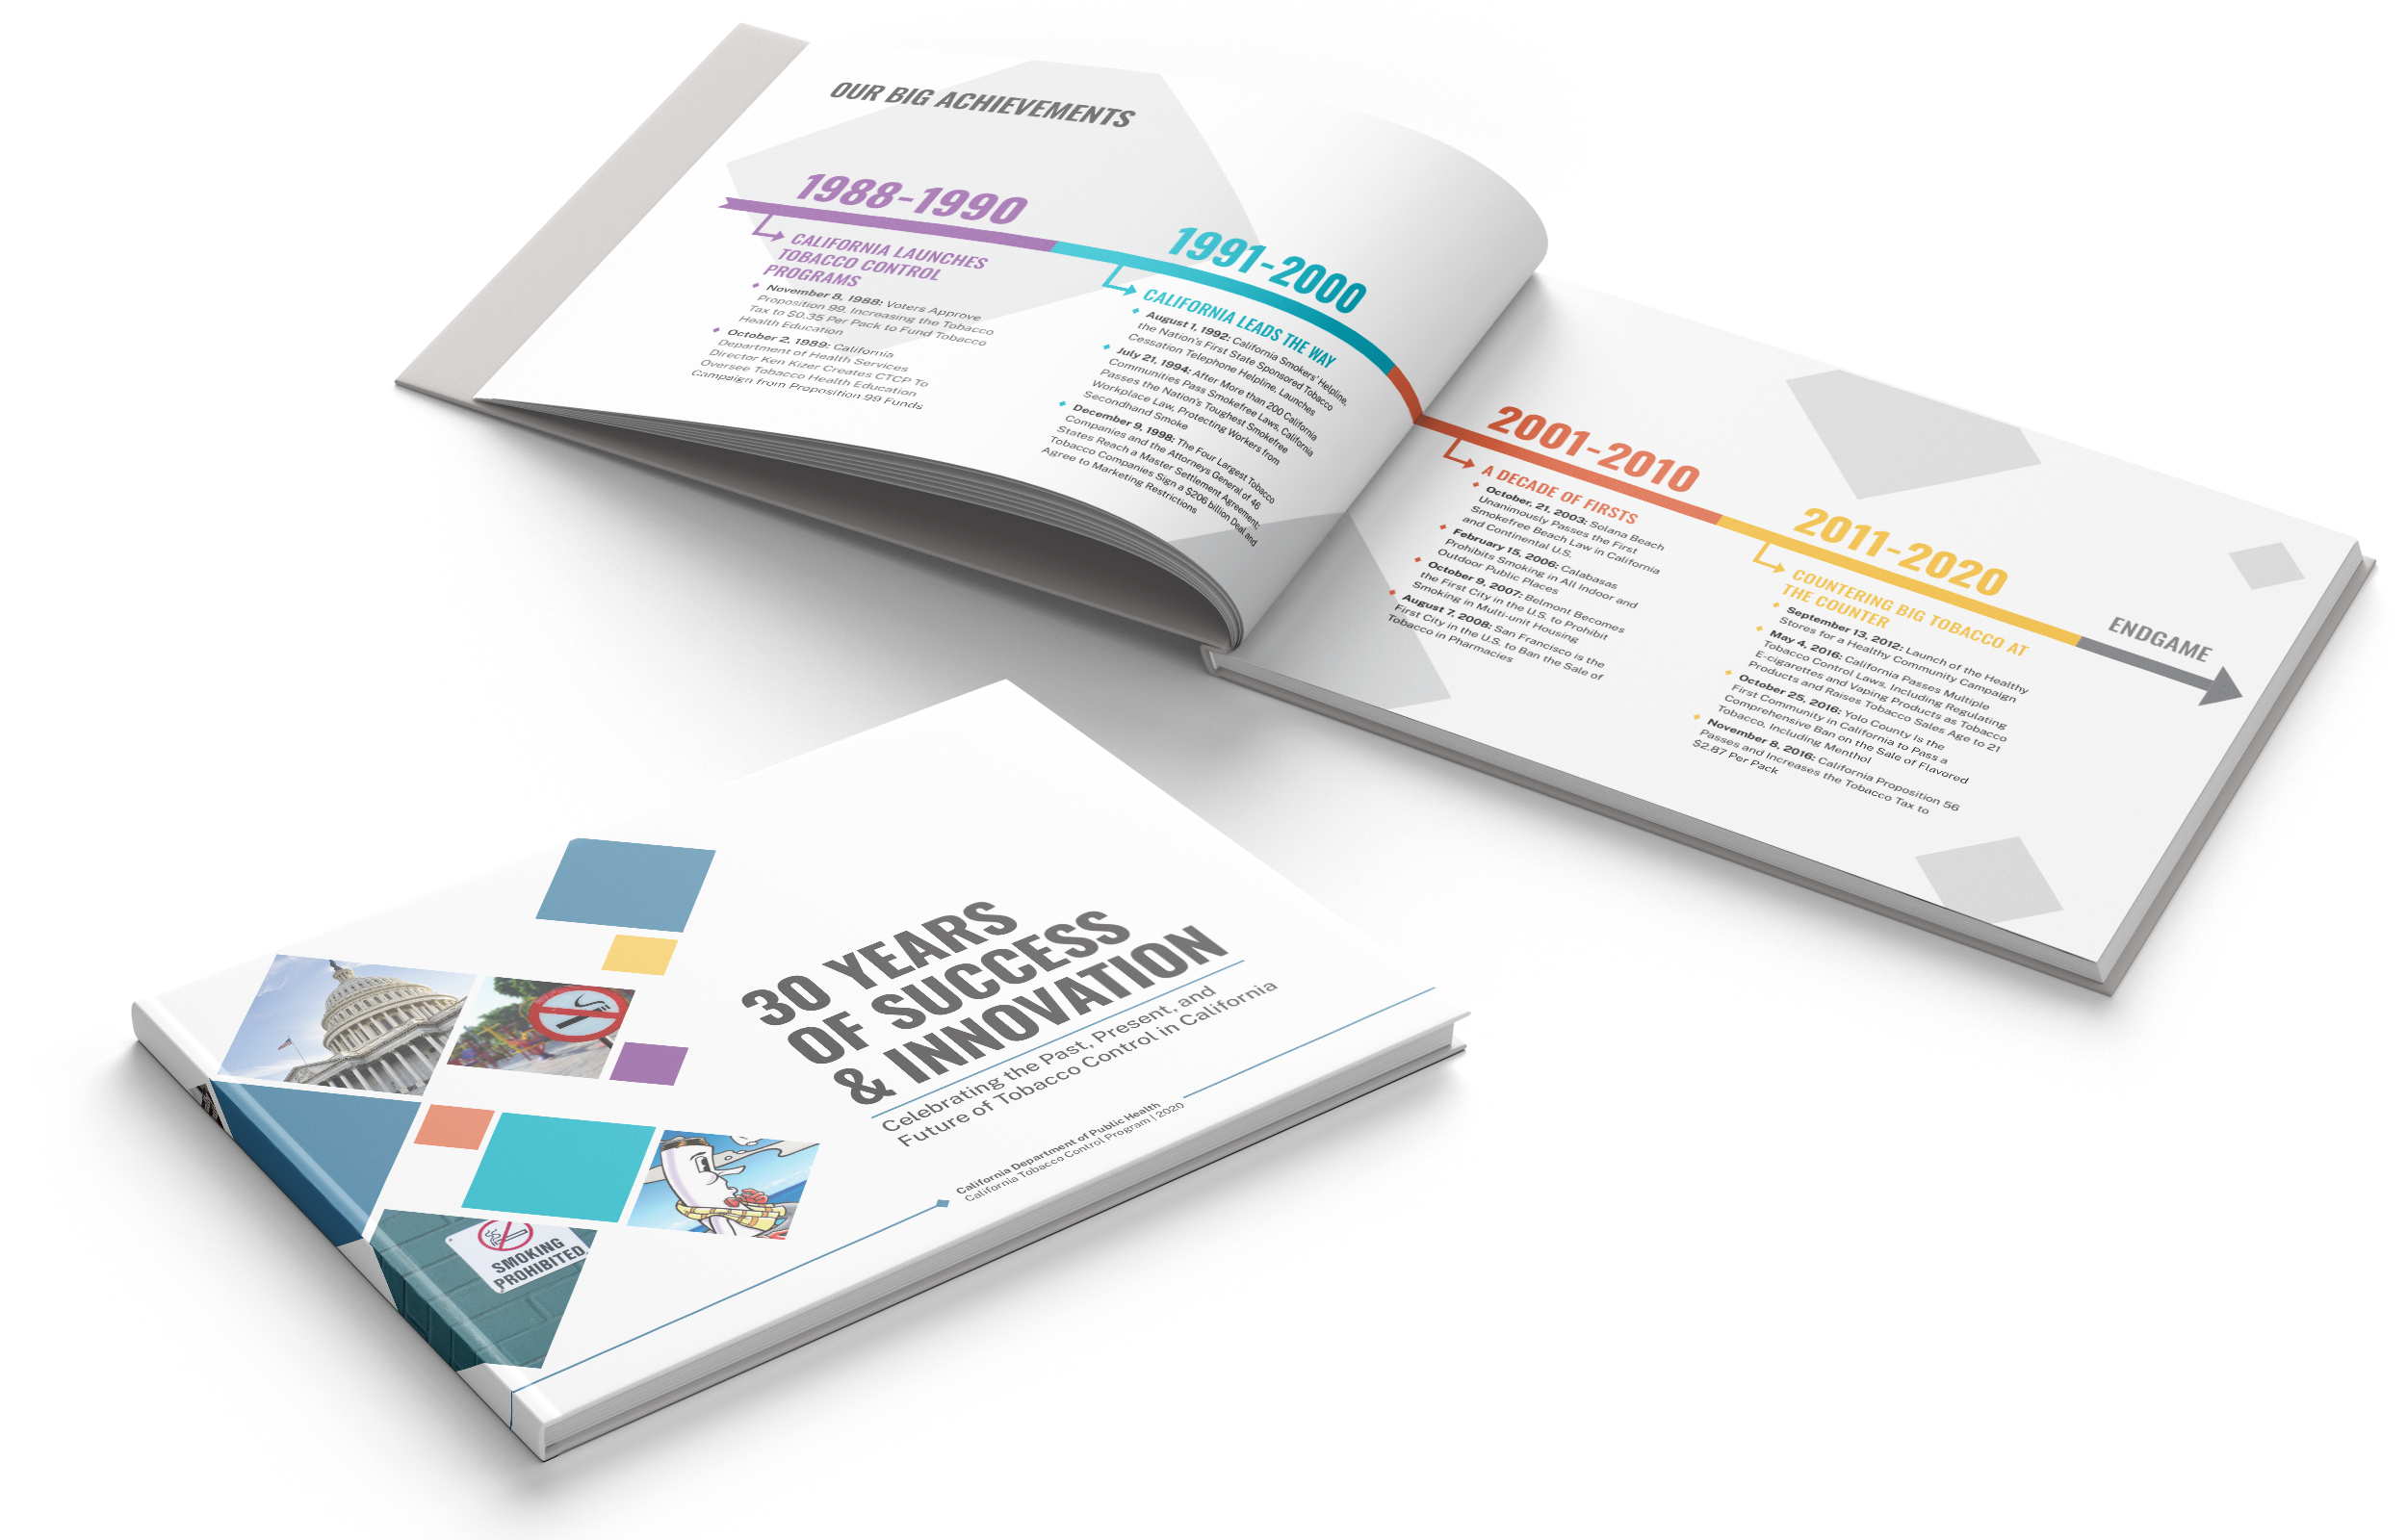 OUR BIG ACHIEVEMENTS
1988-1990
CALIFORNIA LAUNCHES
TOBACCO CONTROL
PROGRAMS
November 8, 1988: Voters Approve
Proposition 99, Increasing the Tobacco
Tax to $0.35 Per Pack to Fund Tobacco
Health Education
October 2, 1989: California
Department of Health Services
Director Ken Kizer Creates CTCP To
Oversee Tobacco Health Education
Campaign from Proposition 99 Funds
1991-2000
CALIFORNIA LEADS THE WAY
August 1, 1992: California Smokers' Helpline,
the Nation's First State Sponsored Tobacco
Cessation Telephone Helpline, Launches
July 21, 1994: After More than 200 California
Communities Pass Smokefree Laws, California
Passes the Nation's Toughest Smokefree
Workplace Law, Protecting Workers from
Secondhand Smoke
December 9, 1998: The Four Largest Tobacco
Companies and the Attorneys General of 46
States Reach a Master Settlement Agreement;
Tobacco Companies Sign a $206 billion Deal and
Agree to Marketing Restrictions
2001-2010
A DECADE OF FIRSTS
October, 21, 2003: Solana Beach
Unanimously Passes the First
Smokefree Beach Law in California
and Continental U.S.
February 15, 2006: Calabasas
Prohibits Smoking in All Indoor and
Outdoor Public Places
October 9, 2007: Belmont Becomes
the First City in the U.S. to Prohibit
Smoking in Multi-unit Housing
August 7, 2008: San Francisco is the
First City in the U.S. to Ban the Sale of
Tobacco in Pharmacies
2011-2020
COUNTERING BIG TOBACCO AT
THE COUNTER
September 13, 2012: Launch of the Healthy
Stores for a Healthy Community Campaign
May 4, 2016: California Passes Multiple
Tobacco Control Laws, Including Regulating
E-cigarettes and Vaping Products as Tobacco
Products and Raises Tobacco Sales Age to 21
October 25, 2016: Yolo County Is the
First Community in California to Pass a
Comprehensive Ban on the Sale of Flavored
Tobacco, Including Menthol
November 8, 2016: California Proposition 56
Passes and Increases the Tobacco Tax to
$2.87 Per Pack
ENDGAME
30 YEARS
OF SUCCESS
& INNOVATION
Celebrating the Past, Present, and
Future of Tobacco Control in California
California Department of Public Health
California Tobacco Control Program | 2020
SMOKING
PROHIBITED